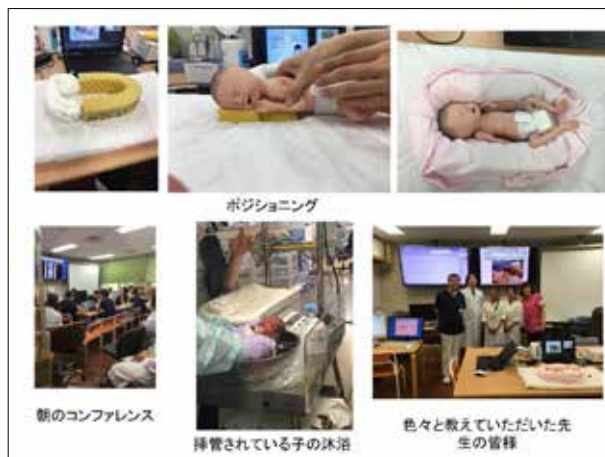 ポジショニング
朝のコンファレンス
挿管されている子の沐浴
色々と教えていただいた先
生の皆様